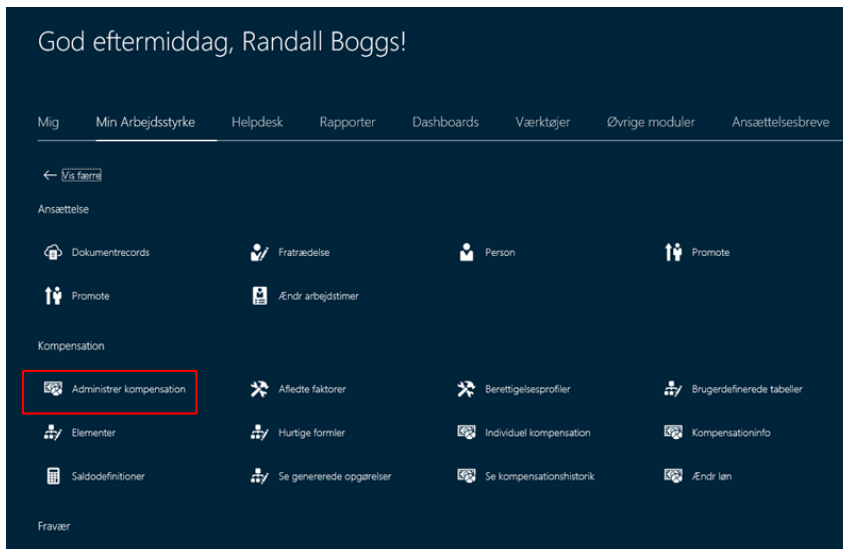 God eftermiddag, Randall Boggs!
Mig Min Arbejdsstyrke Helpdesk Rapporter Dashboards Værktøjer Øvrige moduler Ansættelsesbreve
Vis færre
Ansættelse
Dokumentrecords Fratrædelse Person Promote
Promote Ændr arbejdstimer
Kompensation
Administrer kompensation Afledte faktorer Berettigelsesprofiler Brugerdefinerede tabeller
Elementer Hurtige formler Individuel kompensation Kompensationinfo
Saldodefinitioner Se genererede opgørelser Se kompensationshistorik Ændr løn
Fravær